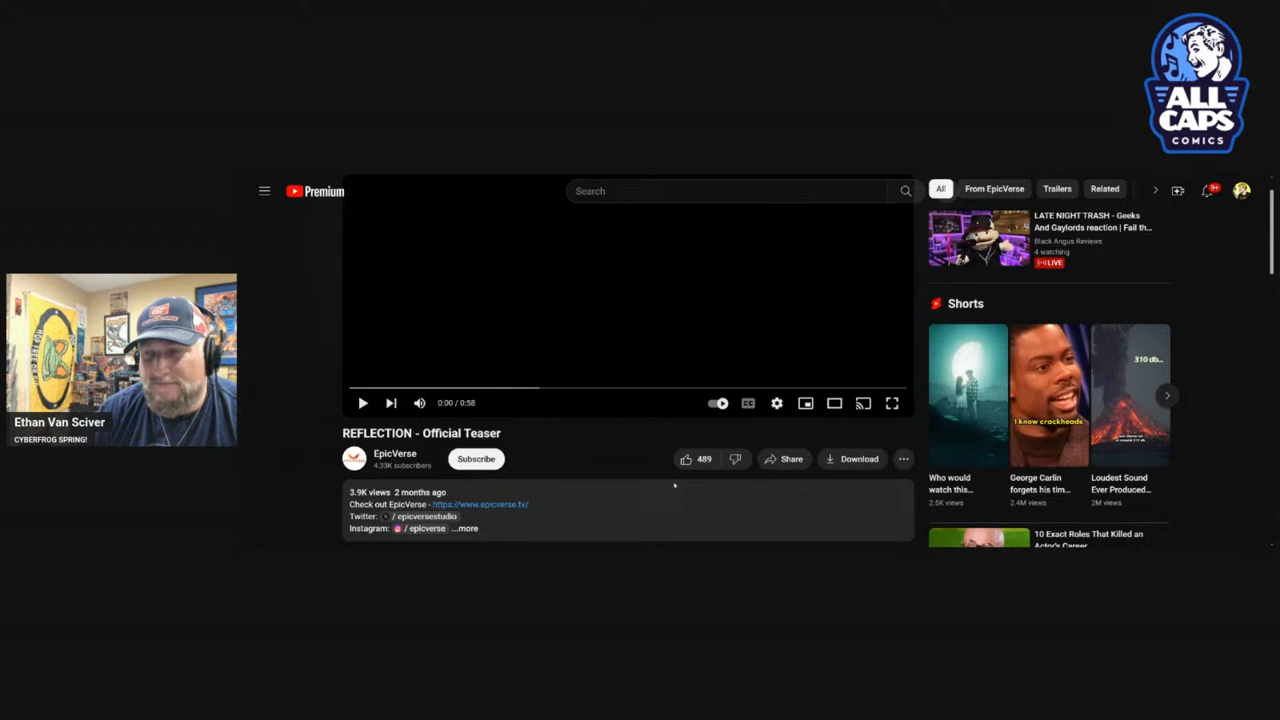 ALL
CAPS
COMICS
Premium
Search
All
From EpicVerse
Trailers
Related
9+
LATE NIGHT TRASH - Geeks
And Gaylords reaction | Fail th...
Black Angus Reviews
4 watching
LIVE
Shorts
310 db...
I know crackheads
Who would
watch this...
2.5K views
George Carlin
forgets his tim...
2.4M views
Loudest Sound
Ever Produced...
2M views
10 Exact Roles That Killed an
Actor's Career
0:00 / 0:58
CC
REFLECTION - Official Teaser
EpicVerse
4.33K subscribers
Subscribe
489
Share
Download
3.9K views 2 months ago
Check out EpicVerse - https://www.epicverse.tv/
Twitter: / epicversestudio
Instagram: / epicverse ...more
Ethan Van Sciver
CYBERFROG SPRING!